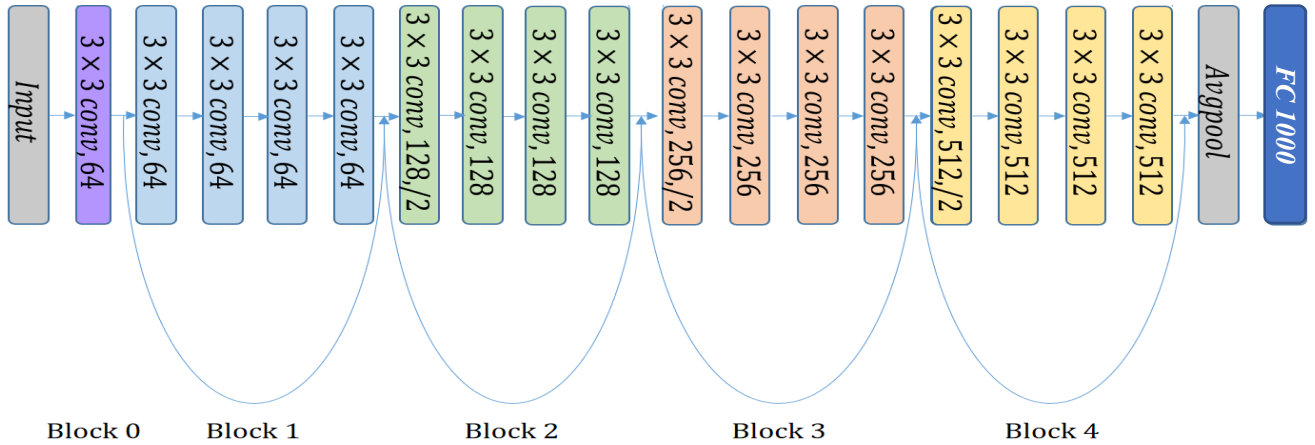 Input
3 × 3 conv, 64
3 × 3 conv, 64
3 × 3 conv, 64
3 × 3 conv, 64
3 × 3 conv, 64
3 × 3 conv, 128,/2
3 × 3 conv, 128
3 × 3 conv, 128
3 × 3 conv, 128
3 × 3 conv, 256,/2
3 × 3 conv, 256
3 × 3 conv, 256
3 × 3 conv, 256
3 × 3 conv, 512,/2
3 × 3 conv, 512
3 × 3 conv, 512
3 × 3 conv, 512
Avgpool
FC 1000
Block 0
Block 1
Block 2
Block 3
Block 4